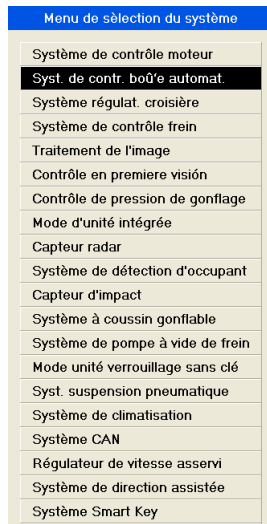 Menu de sèlection du système
Système de contrôle moteur
Syst. de contr. boû'e automat.
Système régulat. croisière
Système de contrôle frein
Traitement de l'image
Contrôle en premiere visión
Contrôle de pression de gonflage
Mode d'unité intégrée
Capteur radar
Système de détection d'occupant
Capteur d'impact
Système à coussin gonflable
Système de pompe à vide de frein
Mode unité verrouillage sans clé
Syst. suspension pneumatique
Système de climatisation
Système CAN
Régulateur de vitesse asservi
Système de direction assistée
Système Smart Key